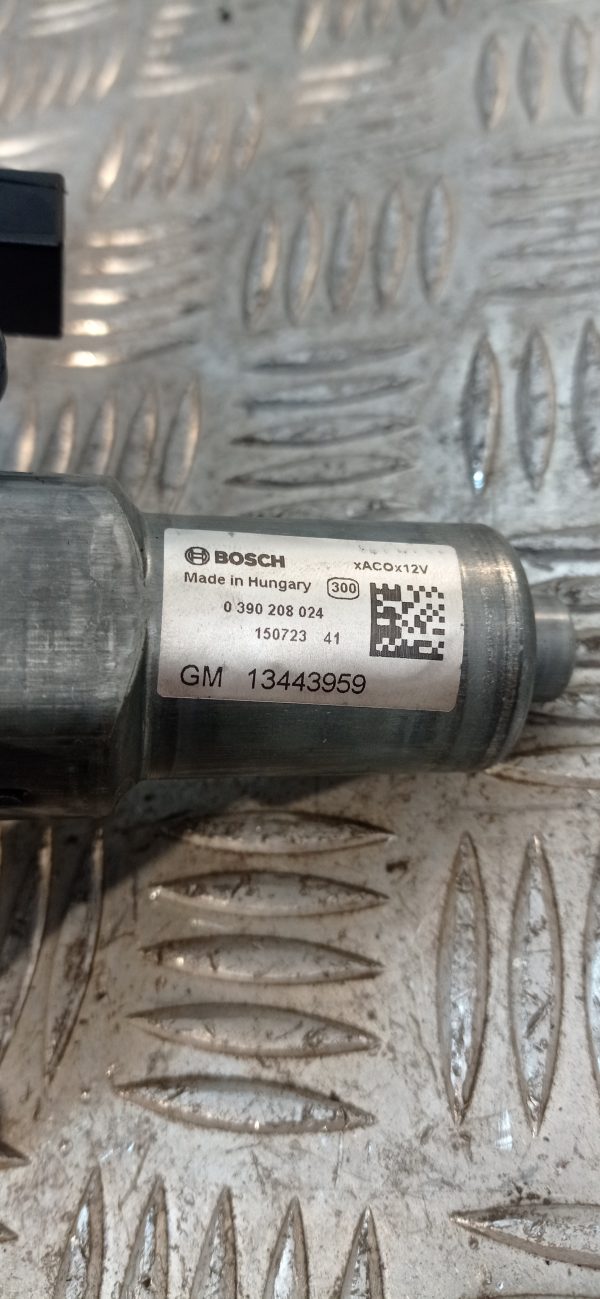 BOSCH xACOx12V
Made in Hungary 300
0 390 208 024
150723 41
GM 13443959